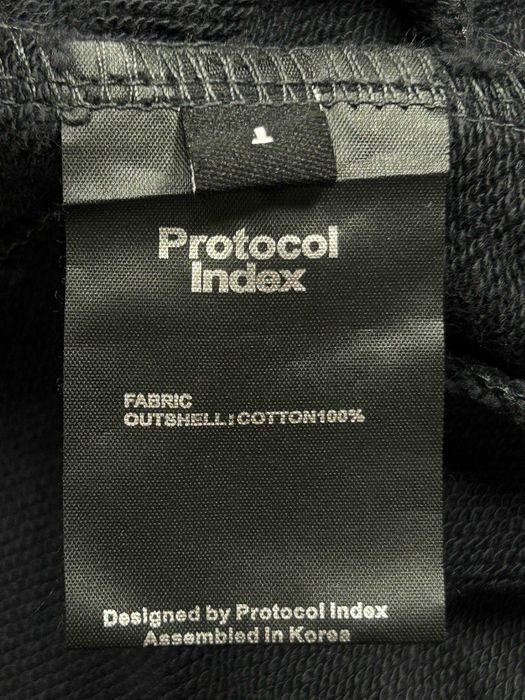 1
Protocol
Index
FABRIC
OUTSHELL:COTTON100%
Designed by Protocol Index
Assembled in Korea